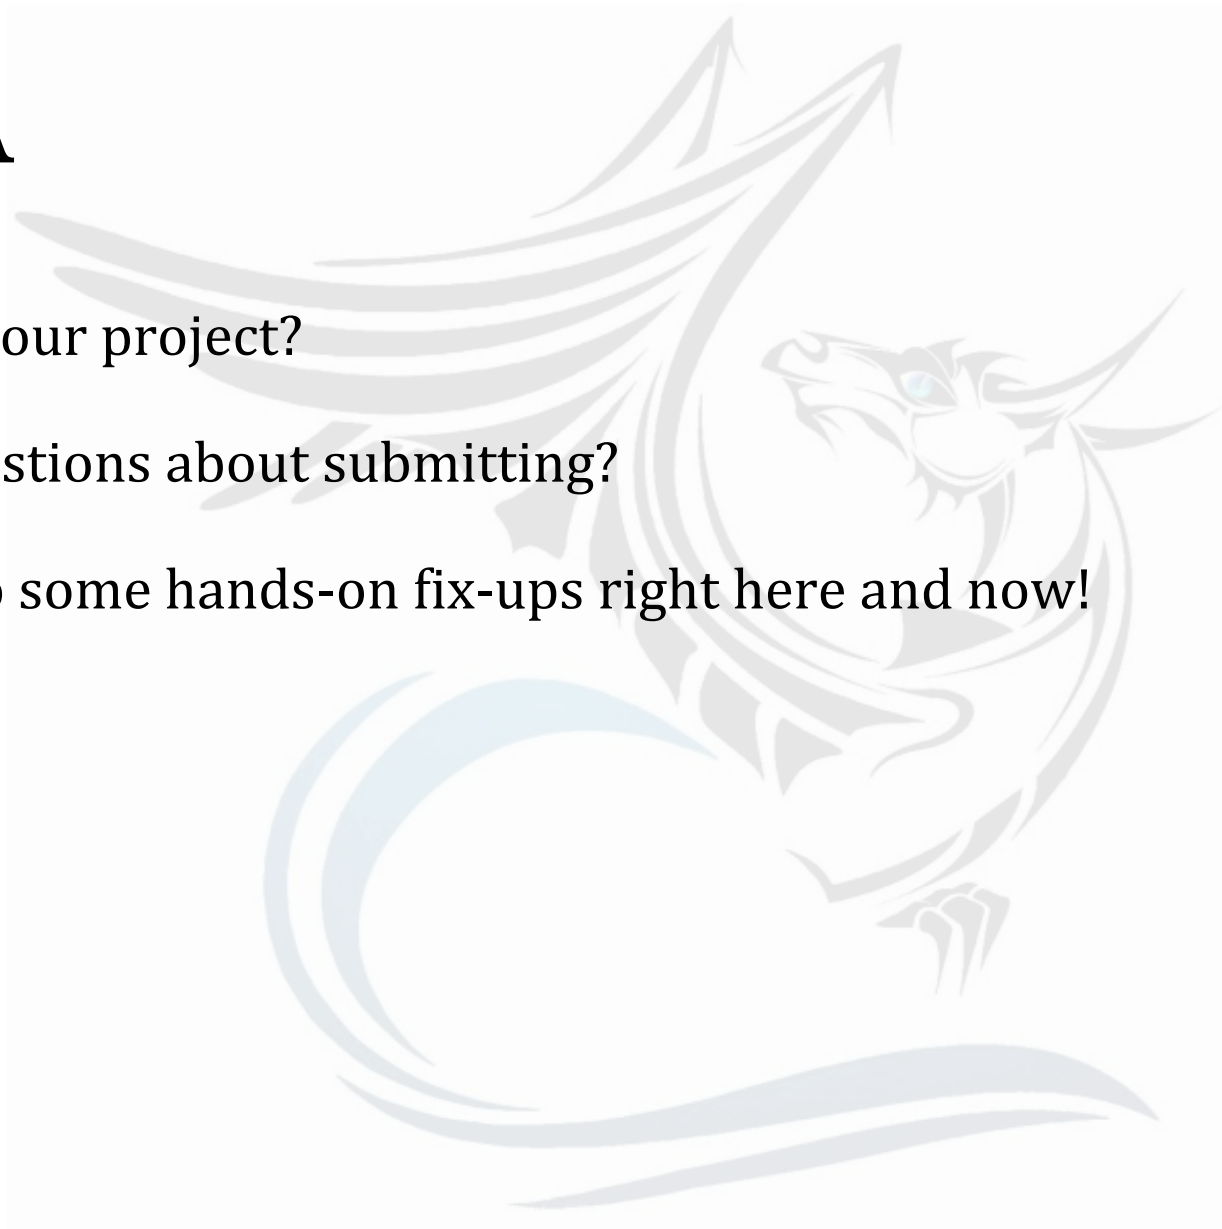 our project?
stions about submitting?
some hands-on fix-ups right here and now!